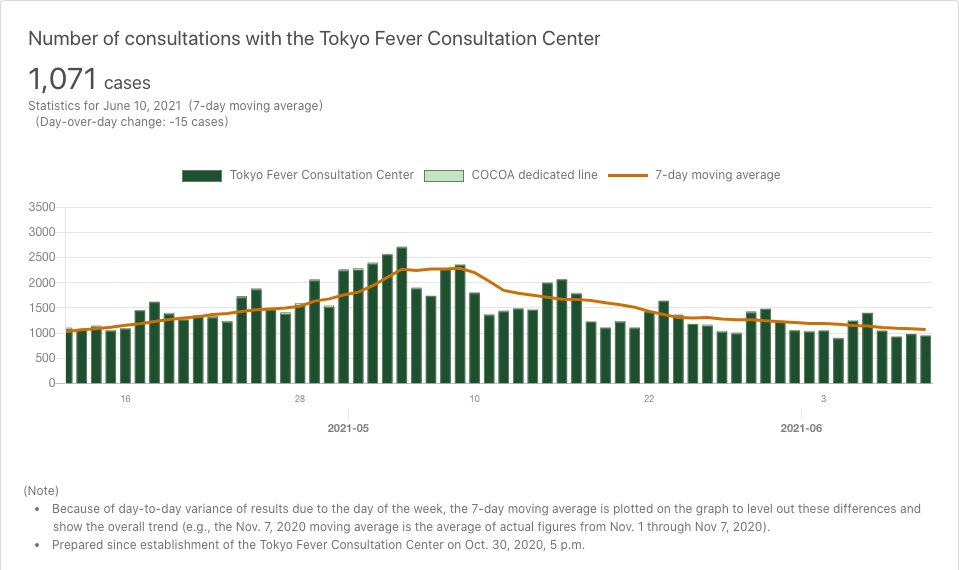 Number of consultations with the Tokyo Fever Consultation Center
1,071 cases
Statistics for June 10, 2021 (7-day moving average)
(Day-over-day change: -15 cases)
Tokyo Fever Consultation Center
COCOA dedicated line
7-day moving average
3500
3000
2500
2000
1500
1000
500
0
16
28
10
22
3
2021-05
2021-06
(Note)
• Because of day-to-day variance of results due to the day of the week, the 7-day moving average is plotted on the graph to level out these differences and
show the overall trend (e.g., the Nov. 7, 2020 moving average is the average of actual figures from Nov. 1 through Nov 7, 2020).
• Prepared since establishment of the Tokyo Fever Consultation Center on Oct. 30, 2020, 5 p.m.